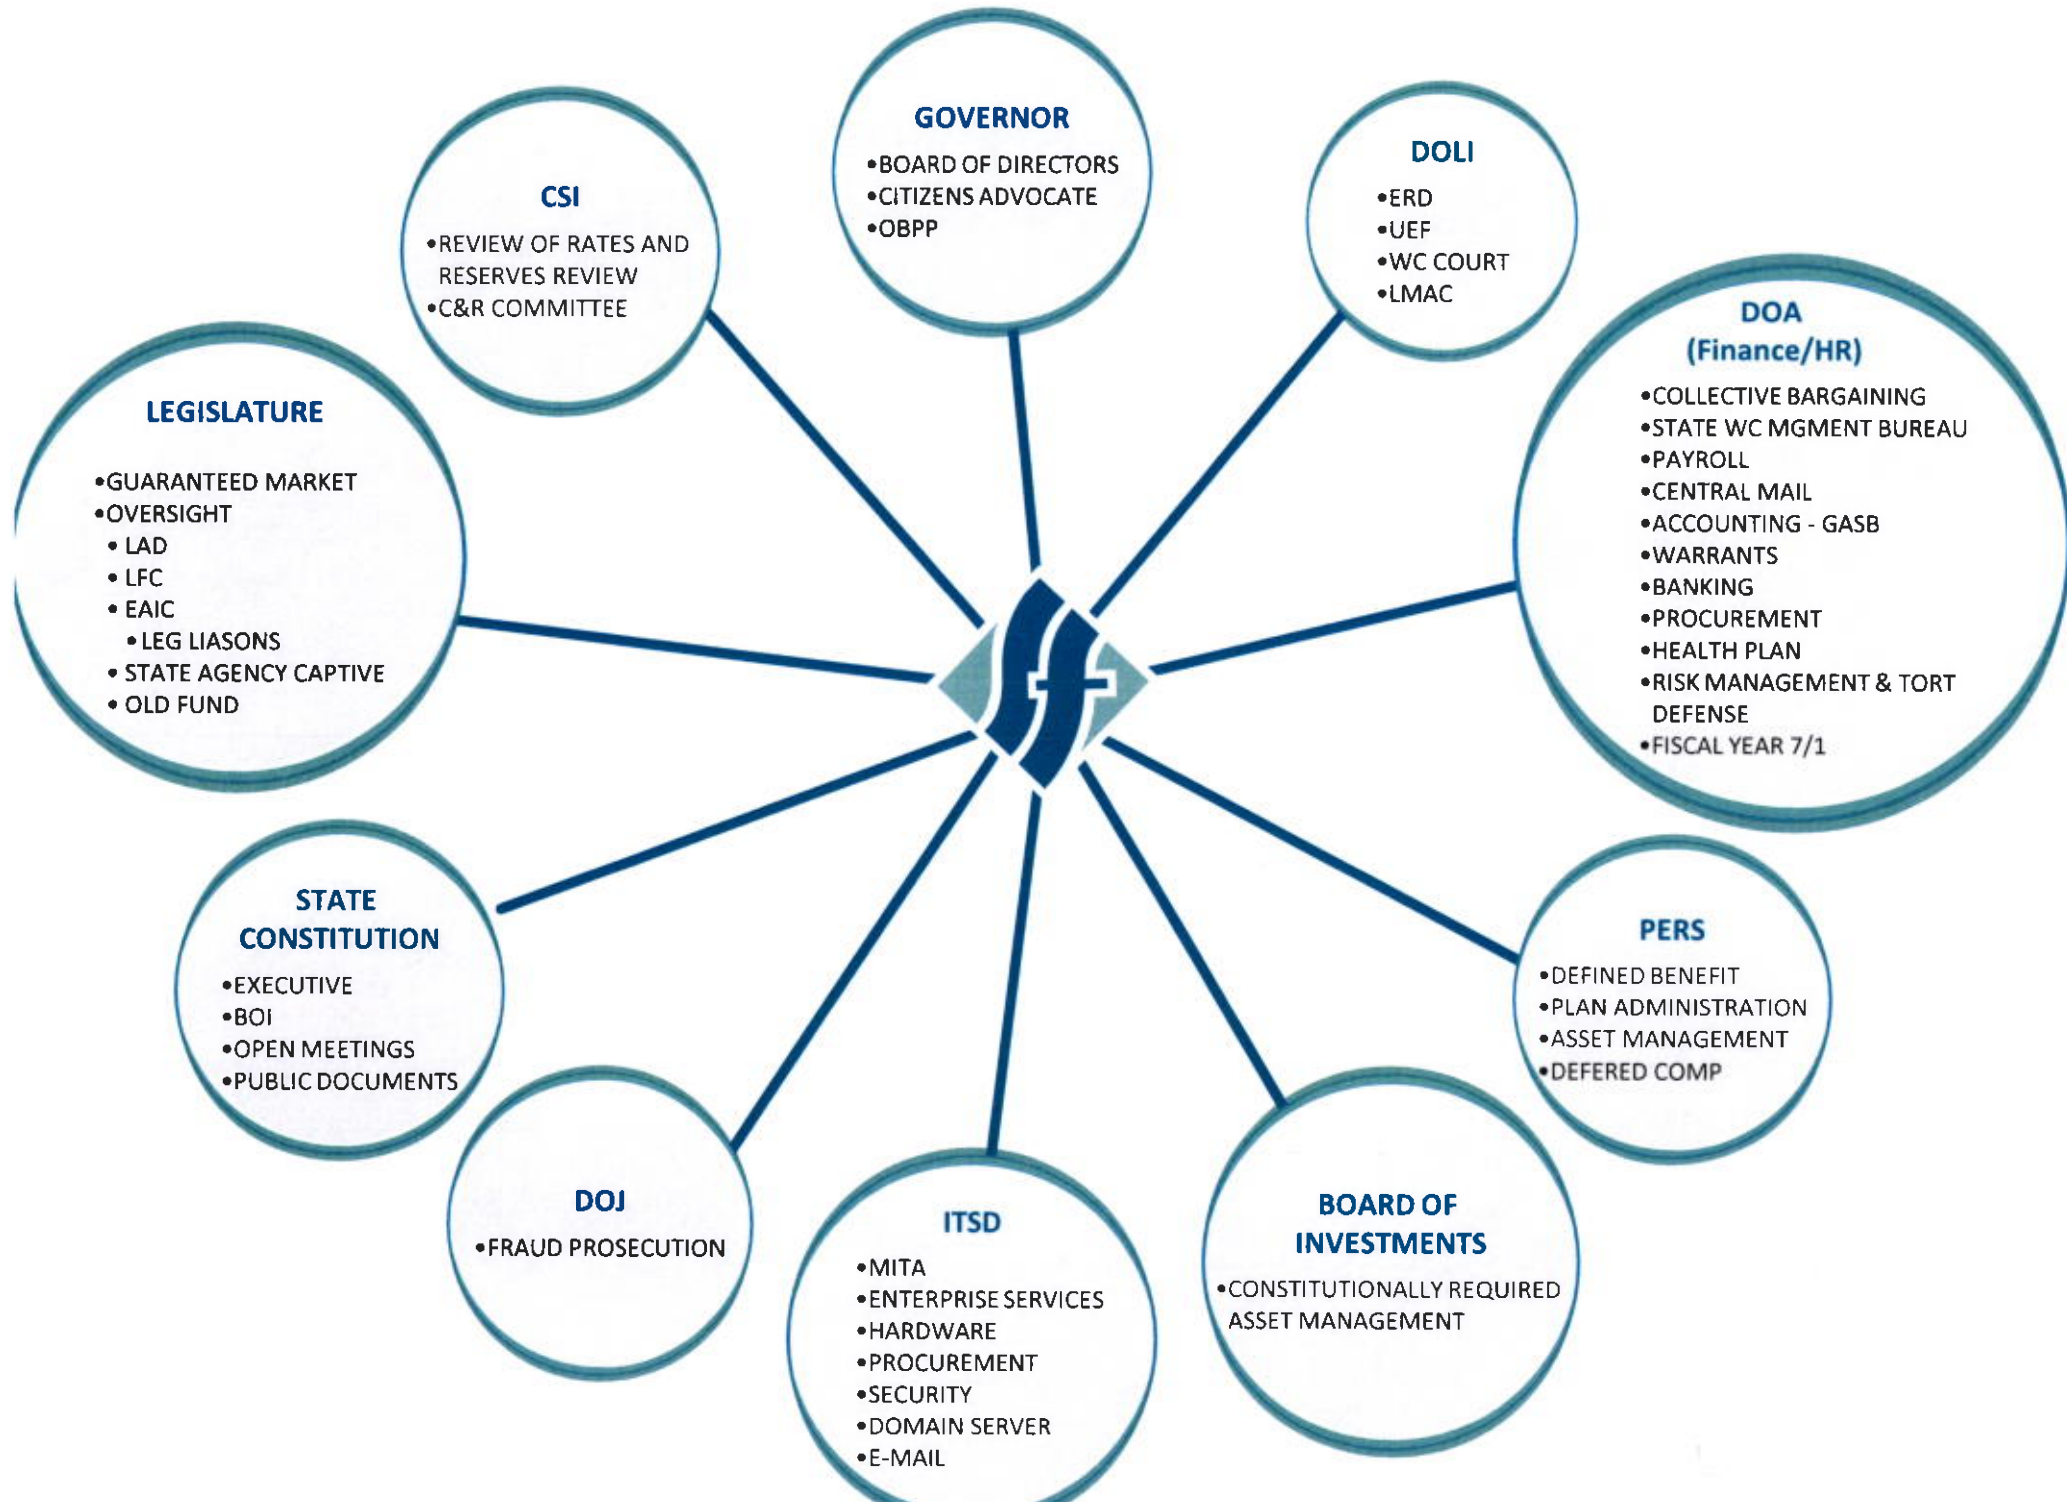 GOVERNOR
•BOARD OF DIRECTORS
•CITIZENS ADVOCATE
•OBPP
DOLI
•ERD
•UEF
•WC COURT
•LMAC
CSI
•REVIEW OF RATES AND
RESERVES REVIEW
•C&R COMMITTEE
DOA
(Finance/HR)
•COLLECTIVE BARGAINING
•STATE WC MGMENT BUREAU
•PAYROLL
•CENTRAL MAIL
•ACCOUNTING - GASB
•WARRANTS
•BANKING
•PROCUREMENT
•HEALTH PLAN
•RISK MANAGEMENT & TORT
DEFENSE
•FISCAL YEAR 7/1
LEGISLATURE
•GUARANTEED MARKET
•OVERSIGHT
• LAD
• LFC
• EAIC
• LEG LIASONS
• STATE AGENCY CAPTIVE
• OLD FUND
STATE
CONSTITUTION
•EXECUTIVE
•BOI
•OPEN MEETINGS
•PUBLIC DOCUMENTS
PERS
•DEFINED BENEFIT
•PLAN ADMINISTRATION
•ASSET MANAGEMENT
•DEFERED COMP
DOJ
•FRAUD PROSECUTION
ITSD
•MITA
•ENTERPRISE SERVICES
•HARDWARE
•PROCUREMENT
•SECURITY
•DOMAIN SERVER
•E-MAIL
BOARD OF
INVESTMENTS
•CONSTITUTIONALLY REQUIRED
ASSET MANAGEMENT